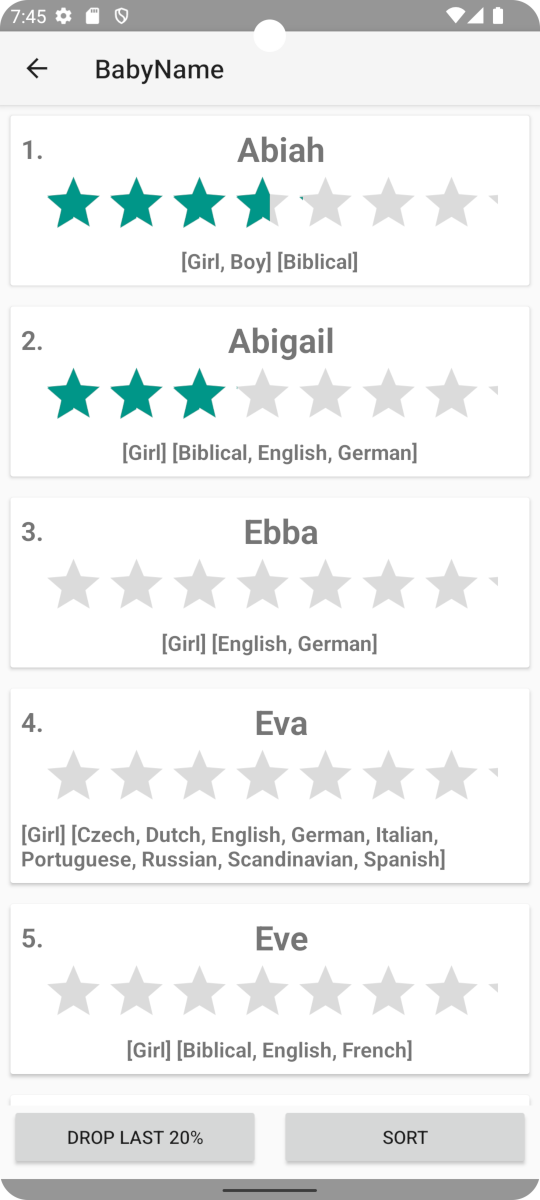 7:45
BabyName
1.
Abiah
[Girl, Boy] [Biblical]
2.
Abigail
[Girl] [Biblical, English, German]
3.
Ebba
[Girl] [English, German]
4.
Eva
[Girl] [Czech, Dutch, English, German, Italian,
Portuguese, Russian, Scandinavian, Spanish]
5.
Eve
[Girl] [Biblical, English, French]
DROP LAST 20%
SORT